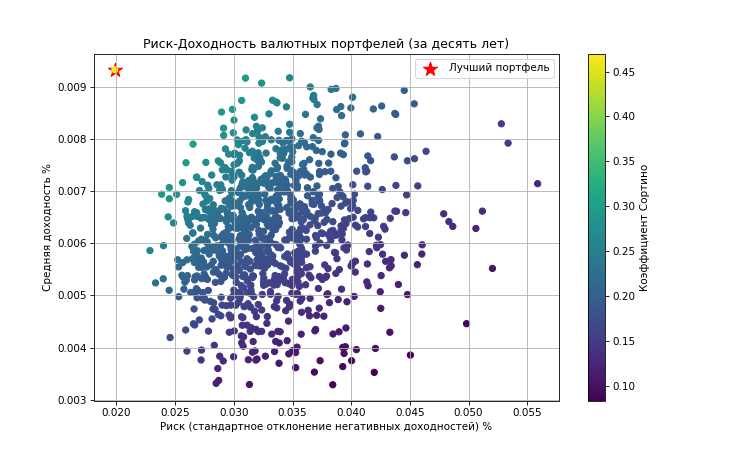 Риск-Доходность валютных портфелей (за десять лет)
Лучший портфель
Средняя доходность %
0.009
0.008
0.007
0.006
0.005
0.004
0.003
0.020 0.025 0.030 0.035 0.040 0.045 0.050 0.055
Риск (стандартное отклонение негативных доходностей) %
0.45
0.40
0.35
0.30
0.25
0.20
0.15
0.10
Коэффициент Сортино